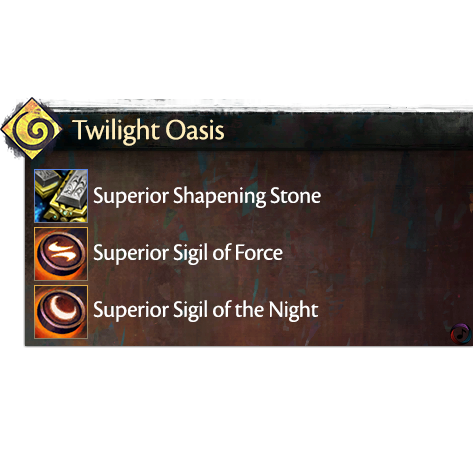 Twilight Oasis
Superior Shapening Stone
Superior Sigil of Force
Superior Sigil of the Night